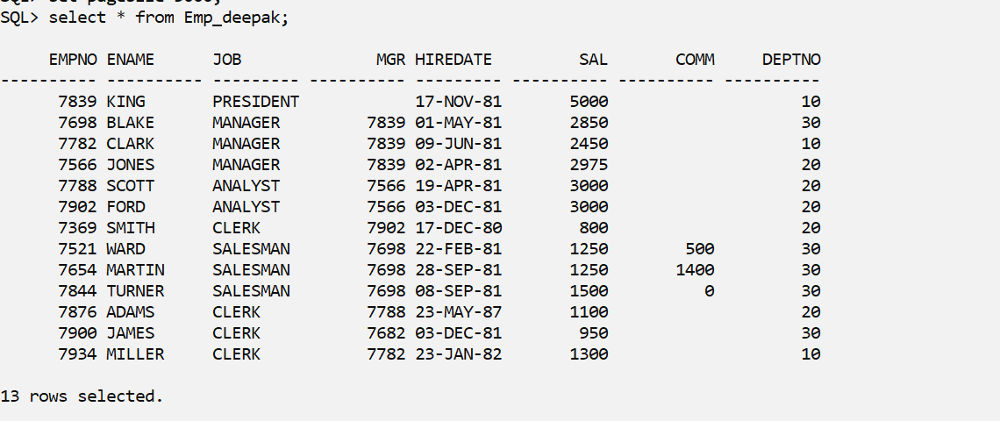 SQL> select * from Emp_deepak;
     EMPNO ENAME      JOB              MGR HIREDATE         SAL       COMM     DEPTNO
---------- ---------- --------- ---------- --------- ---------- ---------- ----------
      7839 KING       PRESIDENT            17-NOV-81       5000                    10
      7698 BLAKE      MANAGER         7839 01-MAY-81       2850                    30
      7782 CLARK      MANAGER         7839 09-JUN-81       2450                    10
      7566 JONES      MANAGER         7839 02-APR-81       2975                    20
      7788 SCOTT      ANALYST         7566 19-APR-81       3000                    20
      7902 FORD       ANALYST         7566 03-DEC-81       3000                    20
      7369 SMITH      CLERK           7902 17-DEC-80        800                    20
      7521 WARD       SALESMAN        7698 22-FEB-81       1250        500         30
      7654 MARTIN     SALESMAN        7698 28-SEP-81       1250       1400         30
      7844 TURNER     SALESMAN        7698 08-SEP-81       1500          0         30
      7876 ADAMS      CLERK           7788 23-MAY-87       1100                    20
      7900 JAMES      CLERK           7682 03-DEC-81        950                    30
      7934 MILLER     CLERK           7782 23-JAN-82       1300                    10
13 rows selected.